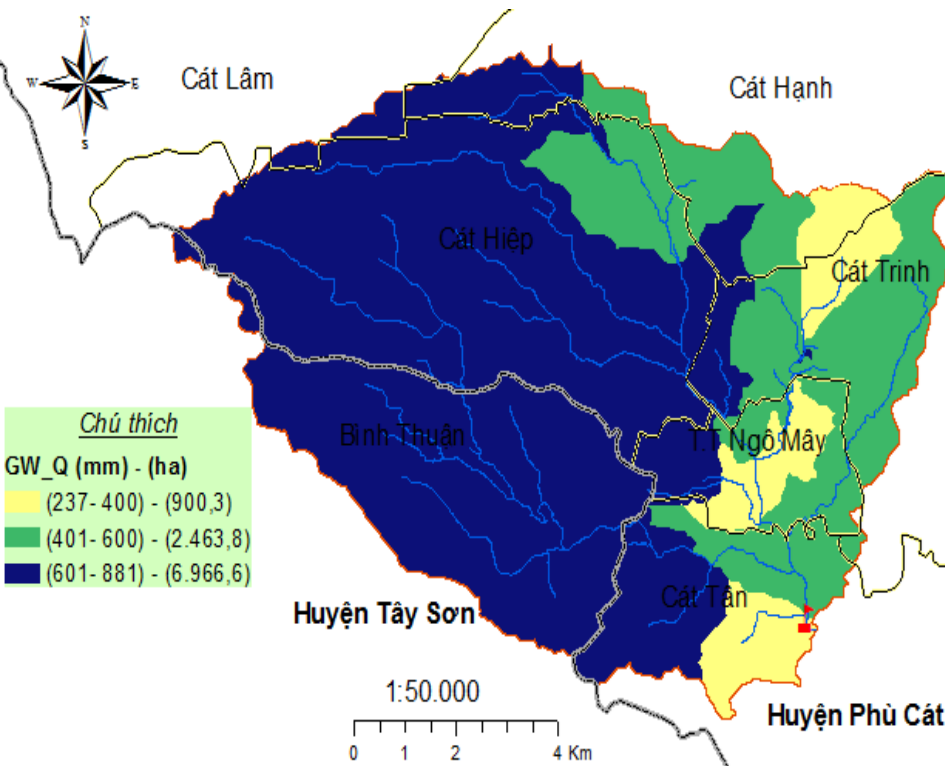 N
W E
S
Cát Lâm
Cát Hạnh
Cát Hiệp
Cát Trinh
Bình Thuận
T.T Ngô Mây
Cát Tân
Huyện Tây Sơn
Huyện Phù Cát
Chú thích
GW_Q (mm) - (ha)
(237- 400) - (900,3)
(401- 600) - (2.463,8)
(601- 881) - (6.966,6)
1:50.000
0 1 2 4 Km